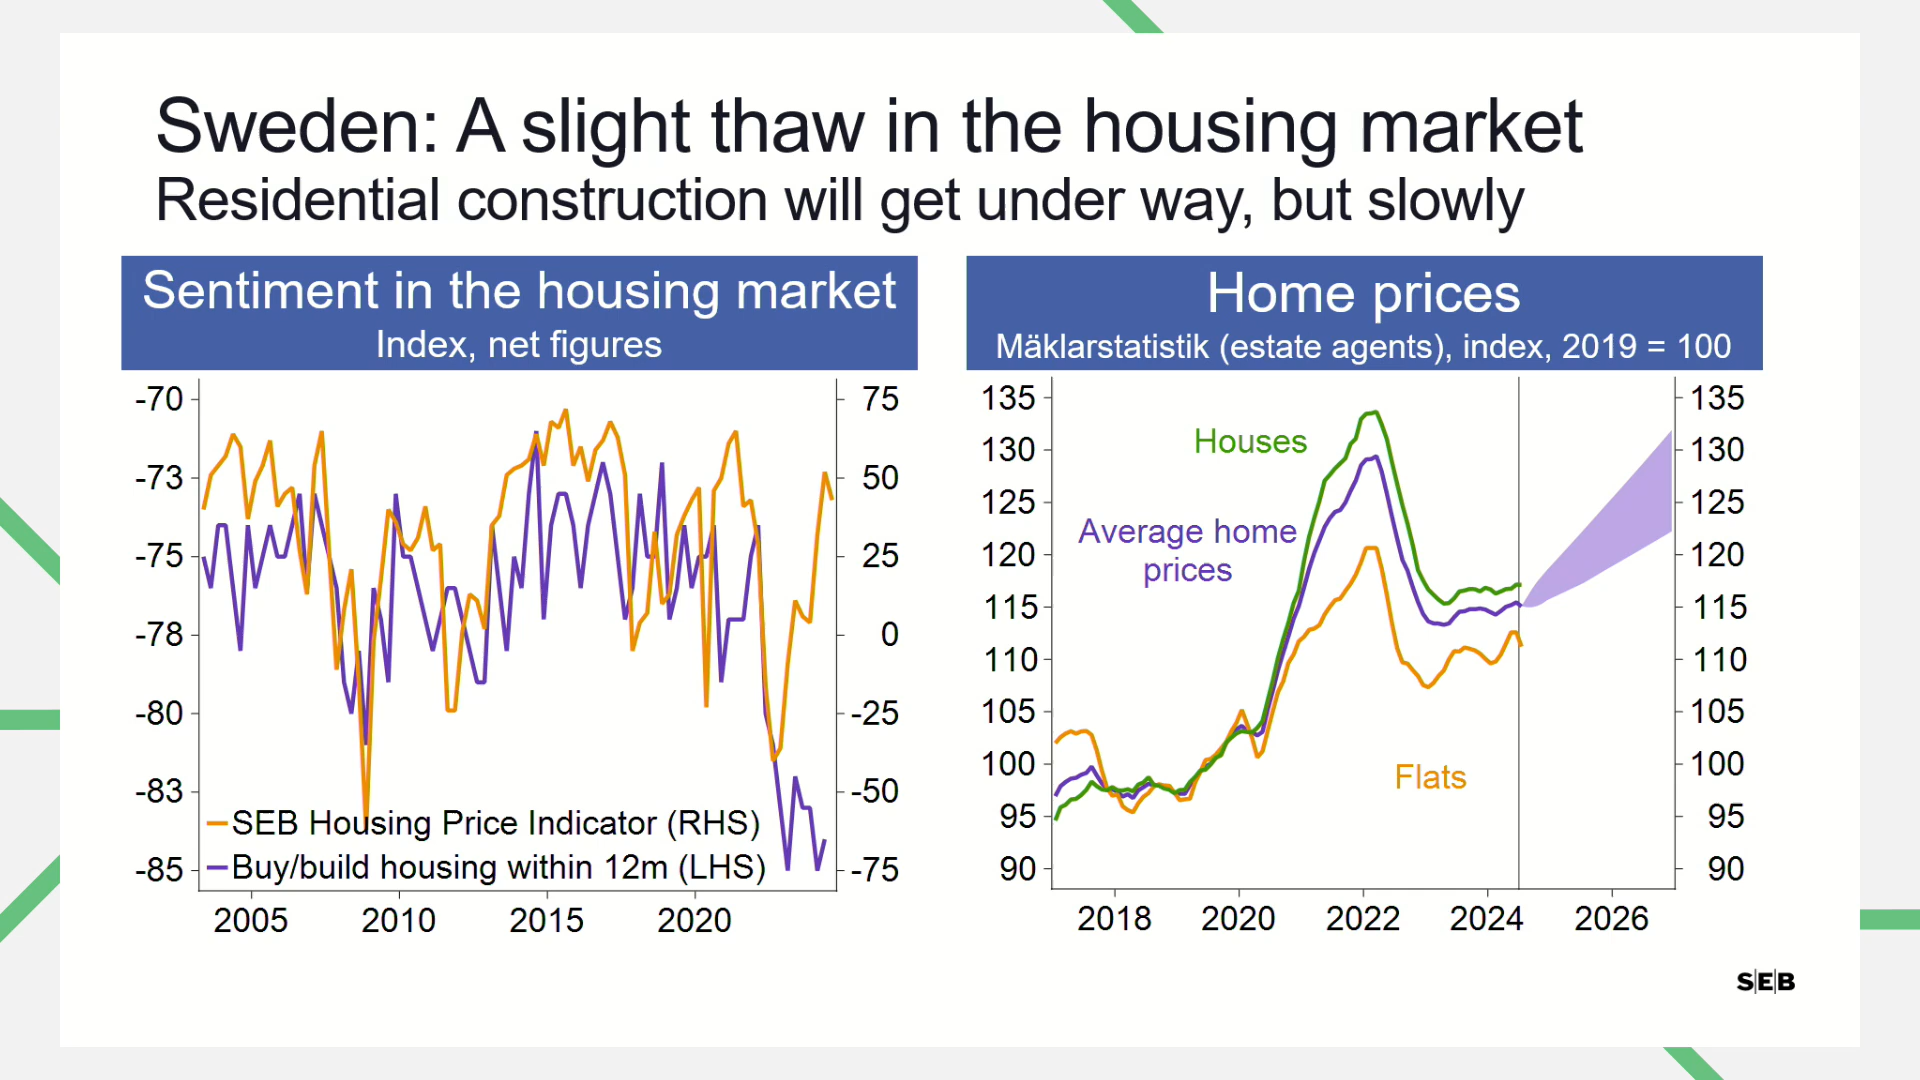 Sweden: A slight thaw in the housing market
Residential construction will get under way, but slowly
Sentiment in the housing market
Index, net figures
-70
-73
-75
-78
-80
-83
-85
75
50
25
0
-25
-50
-75
SEB Housing Price Indicator (RHS)
Buy/build housing within 12m (LHS)
2005 2010 2015 2020
Home prices
Mäklarstatistik (estate agents), index, 2019 = 100
135
130
125
120
115
110
105
100
95
90
Houses
Average home
prices
Flats
135
130
125
120
115
110
105
100
95
90
2018 2020 2022 2024 2026
SEB